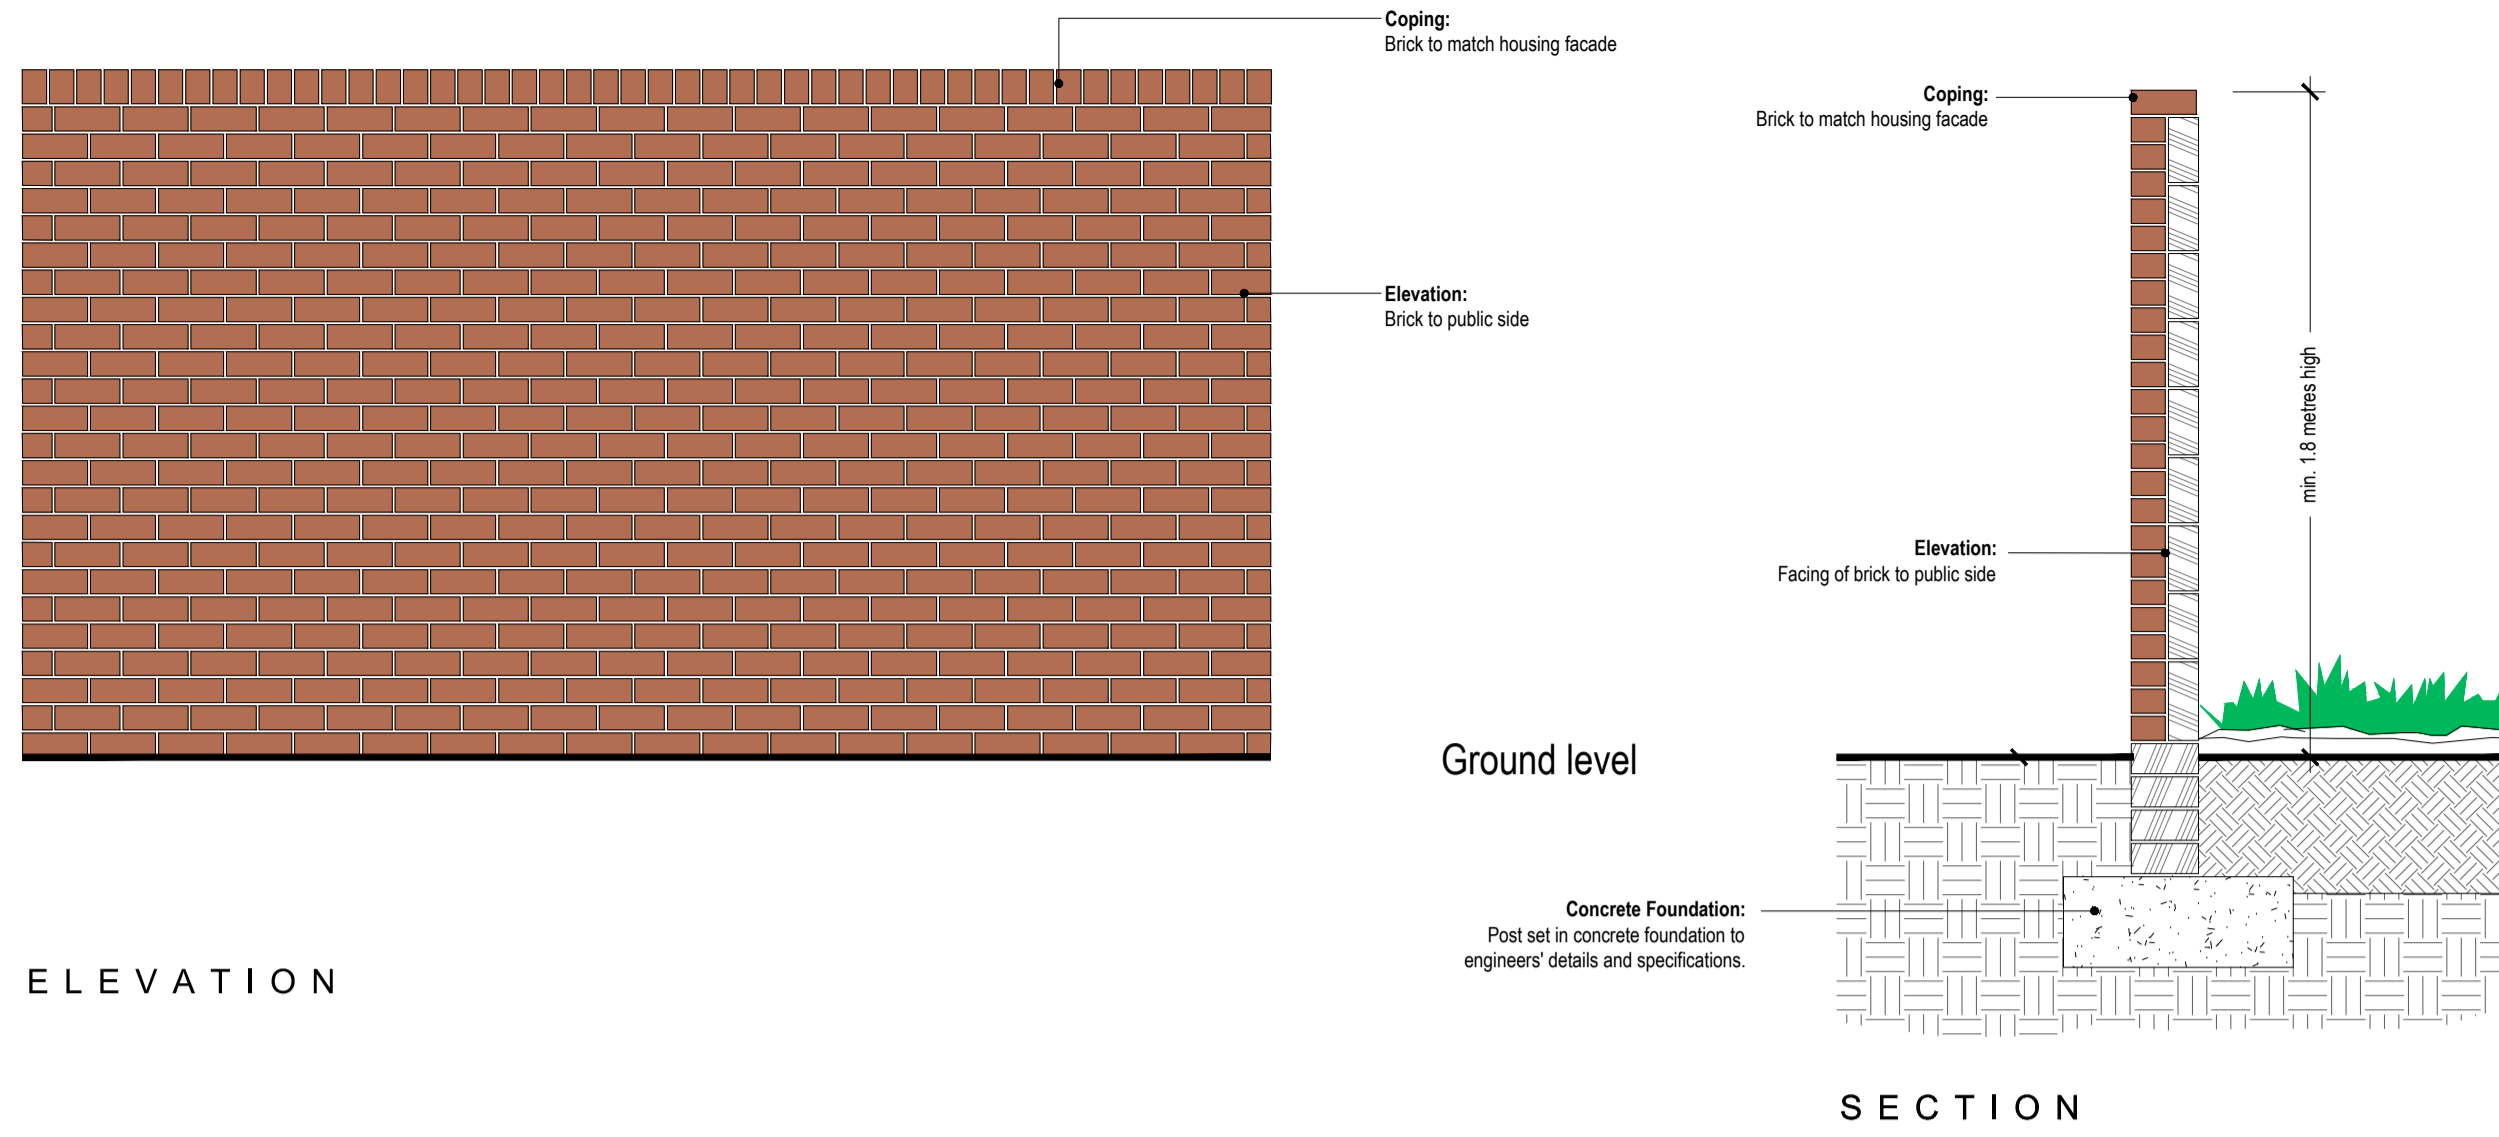 Coping:
Brick to match housing facade
Elevation:
Brick to public side
ELEVATION
Coping:
Brick to match housing facade
min. 1.8 metres high
Elevation:
Facing of brick to public side
Ground level
Concrete Foundation:
Post set in concrete foundation to
engineers' details and specifications.
SECTION